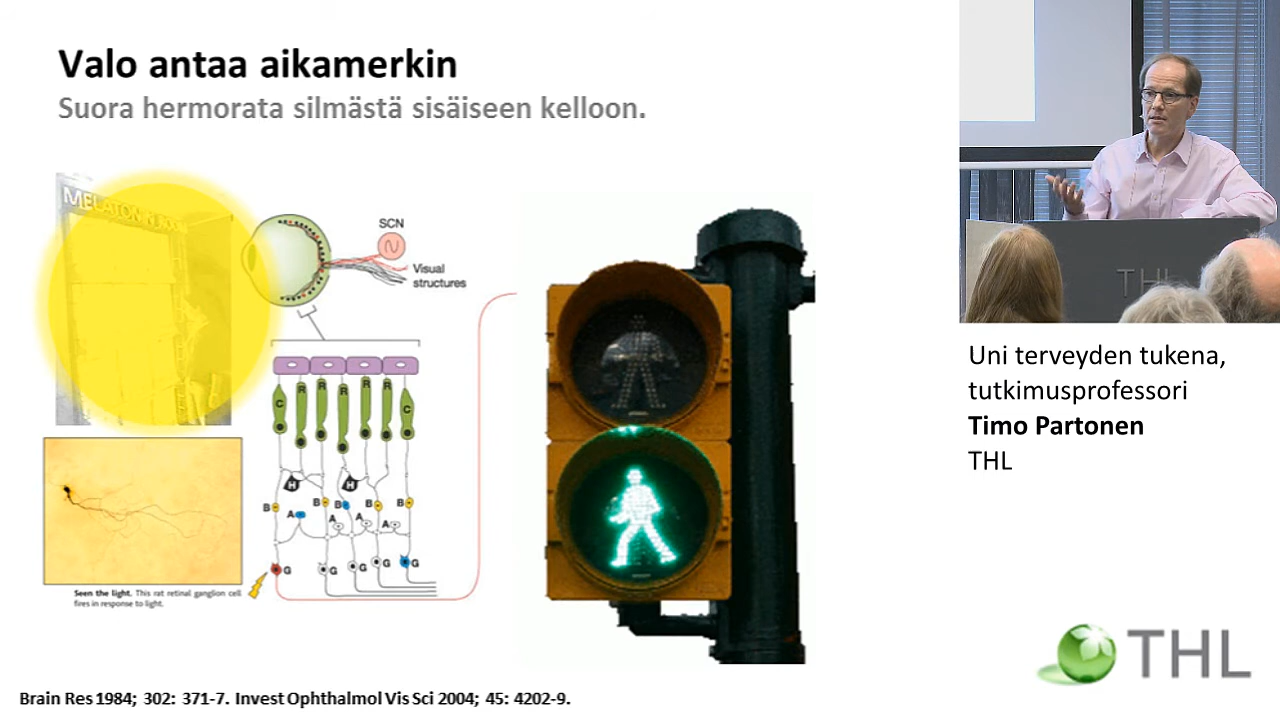 Valo antaa aikamerkin
Suora hermorata silmästä sisäiseen kelloon.
MELATONIN ROOM
SCN
Visual
structures
C R R R R R C
H H
B B B B B
A A A A
G G G G G
Seen the light. This rat retinal ganglion cell
fires in response to light.
Brain Res 1984; 302: 371-7. Invest Ophthalmol Vis Sci 2004; 45: 4202-9.
THL
Uni terveyden tukena,
tutkimusprofessori
Timo Partonen
THL
THL